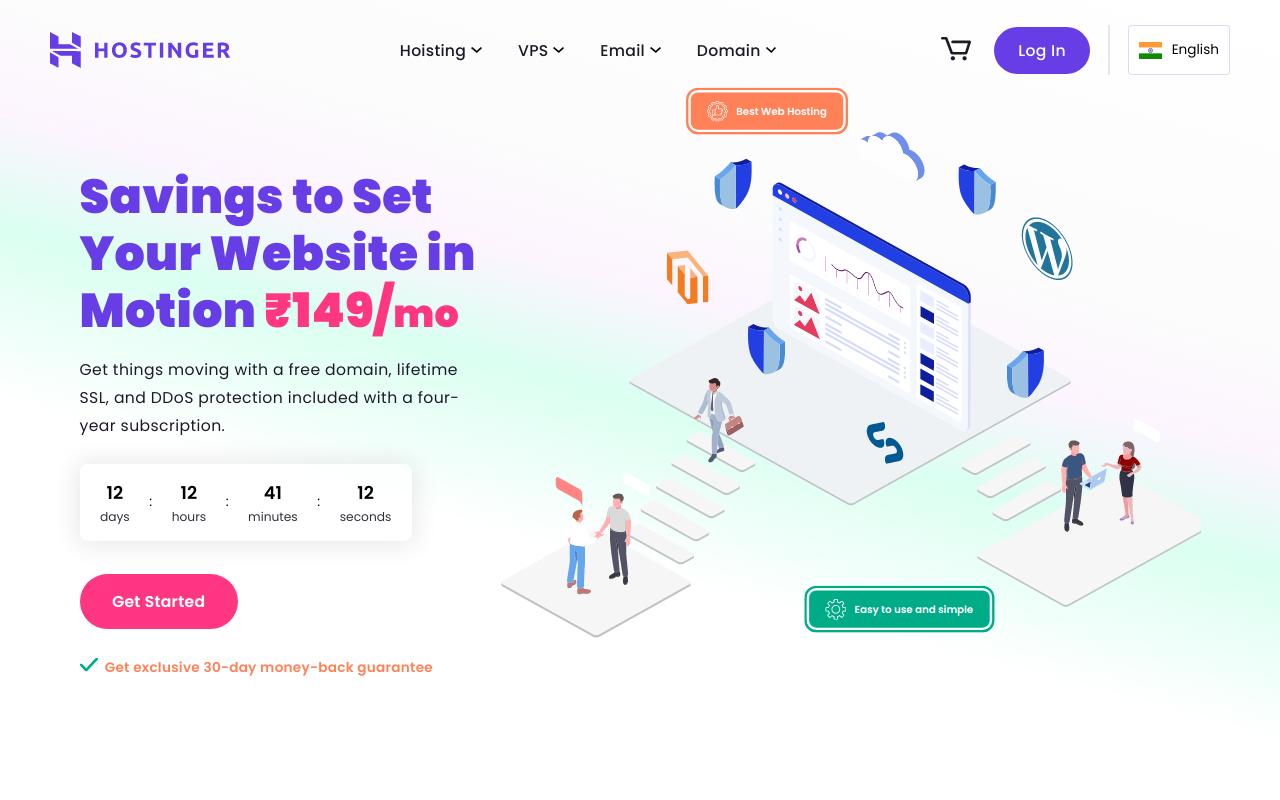 HOSTINGER
Hoisting
VPS
Email
Domain
Log In
English
Best Web Hosting
Savings to Set
Your Website in
Motion ₹149/mo
Get things moving with a free domain, lifetime
SSL, and DDoS protection included with a four-
year subscription.
12 : 12 : 41 : 12
days hours minutes seconds
Get Started
Easy to use and simple
Get exclusive 30-day money-back guarantee